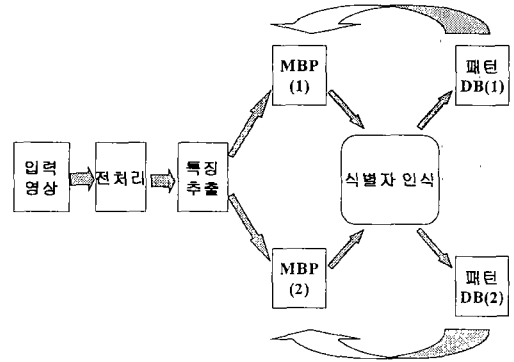 입력
영상
전처리
특징
추출
MBP
(1)
MBP
(2)
식별자 인식
패턴
DB(1)
패턴
DB(2)